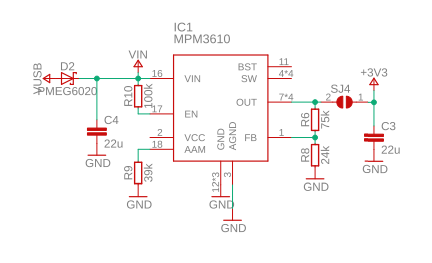 IC1
MPM3610
D2
VUSB
PMEG6020
VIN
16
VIN
R10
100k
17
EN
C4
22u
GND
2
VCC
18
AAM
R9
39k
GND
BST
11
SW
4*4
OUT
7*4
FB
1
GND
AGND
12*3
3
GND
GND
2
SJ4
1
+3V3
R6
75k
R8
24k
GND
C3
22u
GND